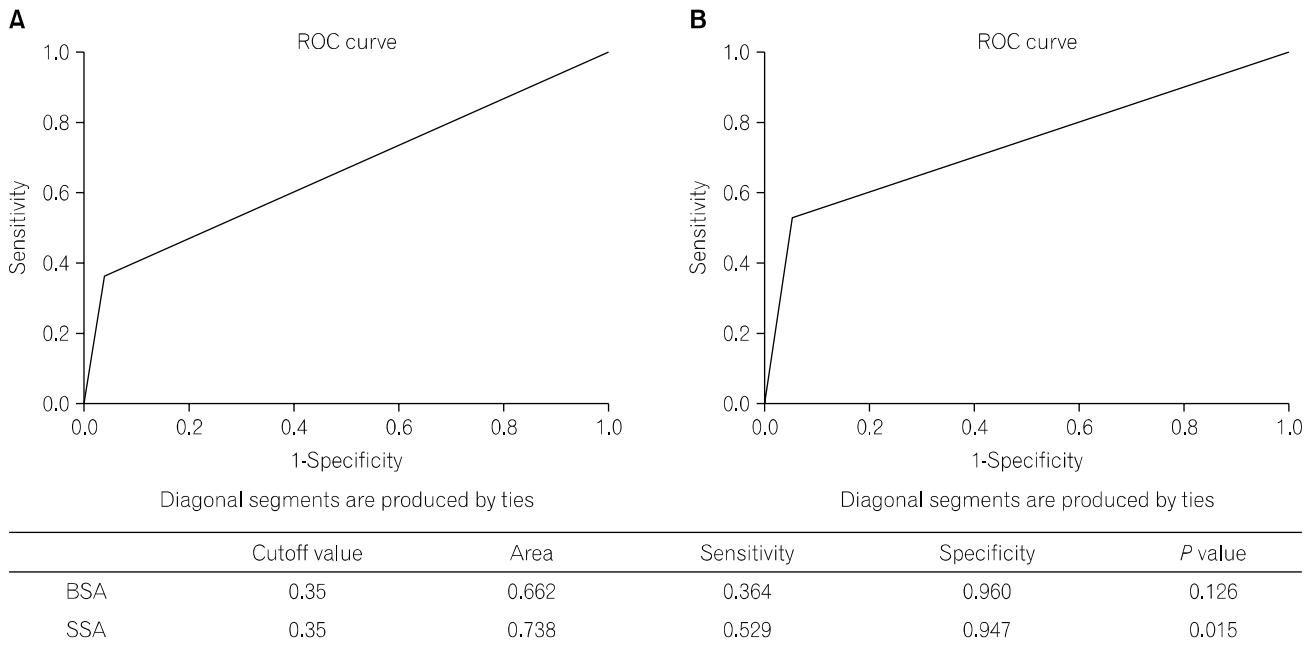 A
ROC curve
1.0
0.8
0.6
0.4
0.2
0.0
Sensitivity
0.0 0.2 0.4 0.6 0.8 1.0
1-Specificity
Diagonal segments are produced by ties
B
ROC curve
1.0
0.8
0.6
0.4
0.2
0.0
Sensitivity
0.0 0.2 0.4 0.6 0.8 1.0
1-Specificity
Diagonal segments are produced by ties
Cutoff value Area Sensitivity Specificity P value
BSA 0.35 0.662 0.364 0.960 0.126
SSA 0.35 0.738 0.529 0.947 0.015